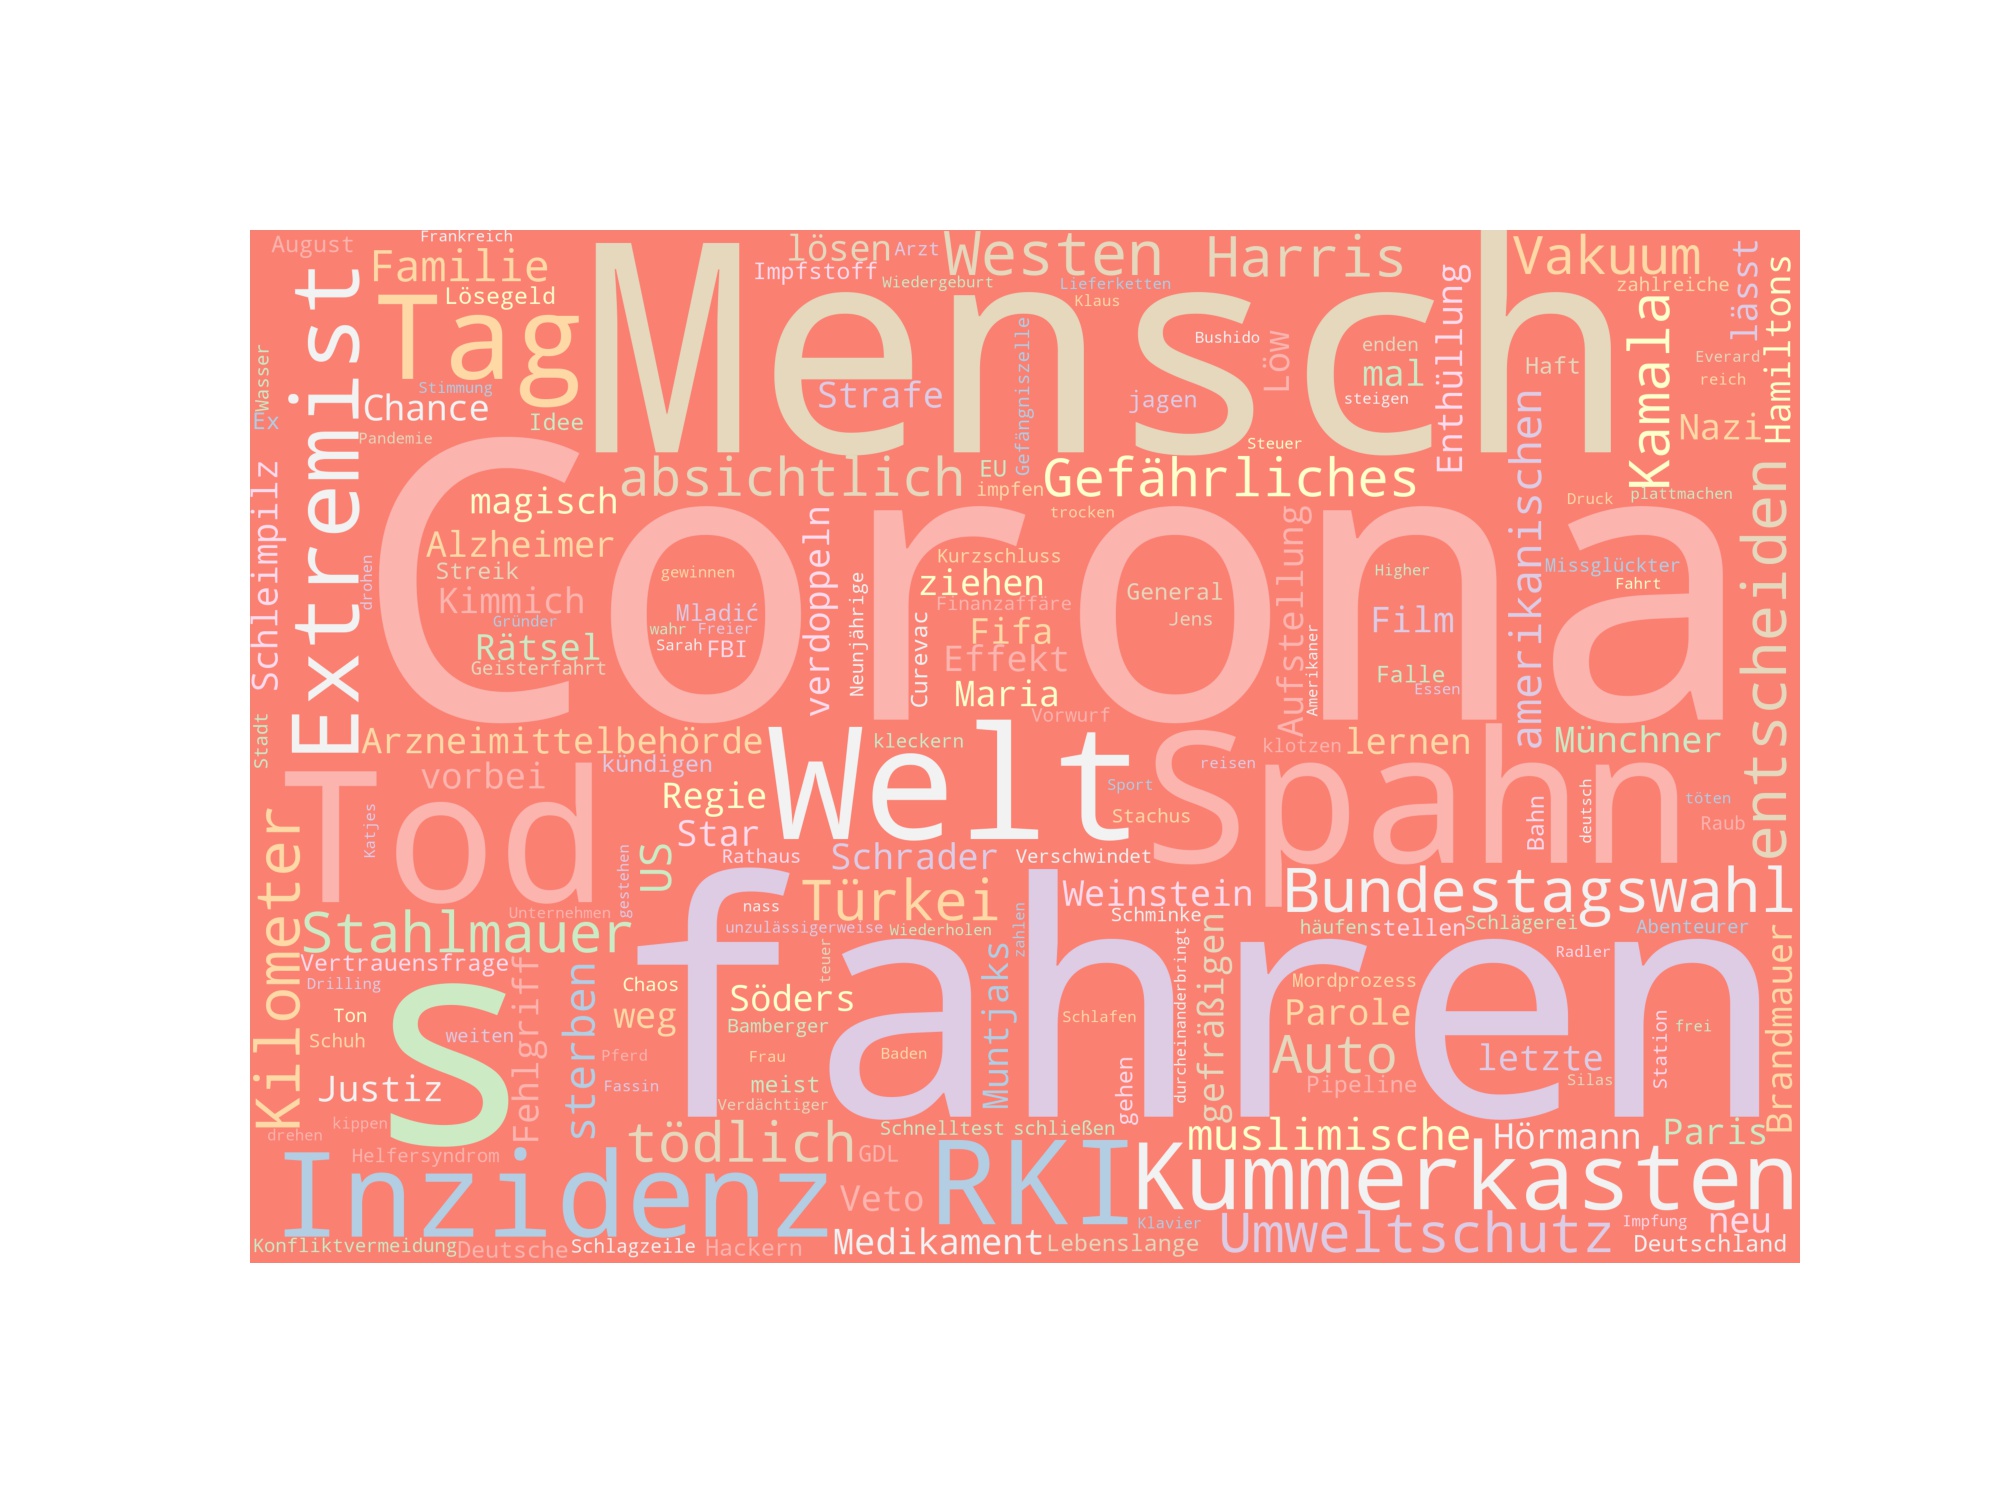 August
Frankreich
Familie
Lösegeld
Tag
Mensch
lösen
Arzt
Impfstoff
Westen
Wiedergeburt
Lieferketten
Klaus
Harris
Vakuum
zahlreiche
lässt
Hamiltons
Kamala
Enthüllung
Extremist
Wasser
Ex
Stimmung
Chance
Pandemie
Idee
Strafe
Gefängniszelle
jagen
Bushido
Löw
enden
mal
steigen
Steuer
Haft
Everard
reich
Nazi
Schleimpilz
drohen
absichtlich
magisch
EU
impfen
Gefährliches
trocken
amerikanischen
Druck
plattmachen
entscheiden
Corona
Alzheimer
Streik
Kimmich
Gründer
Rätsel
Geisterfahrt
gewinnen
Mladić
wahr
Freier
Sarah
FBI
verdoppeln
Neunjährige
Curevac
Kurzschluss
ziehen
Finanzaffäre
Fifa
Effekt
Maria
Vorwurf
General
Jens
Aufstellung
Amerikaner
Higher
Film
Falle
Essen
Missglückter
Fahrt
Stadt
Arzneimittelbehörde
kündigen
vorbei
Tod
Katjes
Regie
Star
Rathaus
US
gestehen
Welt
kleckern
Sport
Stachus
reisen
klotzen
lernen
Münchner
Spahn
Bahn
deutsch
töten
Raub
Kilometer
Stahlmauer
Unternehmen
Vertrauensfrage
Drilling
Schrader
Verschwindet
Türkei
Weinstein
Schminke
Bundestagswahl
nass
unzulässigerweise
Wiederholen
zahlen
häufen
stellen
Schlägerei
Abenteurer
Radler
Brandmauer
s
fahren
Ton
Schuh
weiten
Fehlgriff
sterben
Chaos
weg
Pferd
Fassin
teuer
Söders
Bamberger
Frau
meist
Verdächtiger
Baden
Muntjaks
Schlafen
gehen
durcheinanderbringt
gefräßigen
Mordprozess
Parole
Auto
Pipeline
letzte
Silas
Station
frei
Justiz
kippen
drehen
Helfersyndrom
Inzidenz
tödlich
GDL
Schnelltest
schließen
Veto
RKI
Klavier
muslimische
Hörmann
Paris
Kummerkasten
Konfliktvermeidung
Deutsche
Schlagzeile
Hackern
Medikament
Lebenslange
Umweltschutz
Impfung
neu
Deutschland